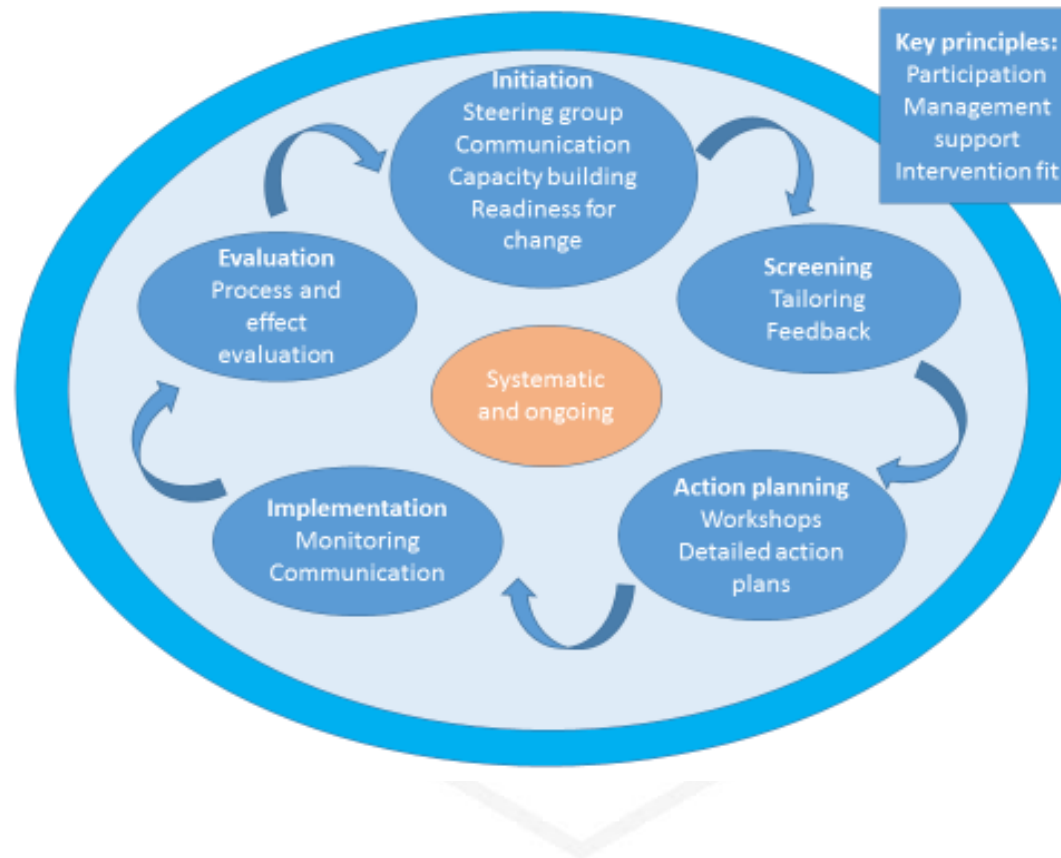 Initiation
Steering group
Communication
Capacity building
Readiness for
change
Key principles:
Participation
Management
support
Intervention fit
Screening
Tailoring
Feedback
Action planning
Workshops
Detailed action
plans
Implementation
Monitoring
Communication
Evaluation
Process and
effect
evaluation
Systematic
and ongoing